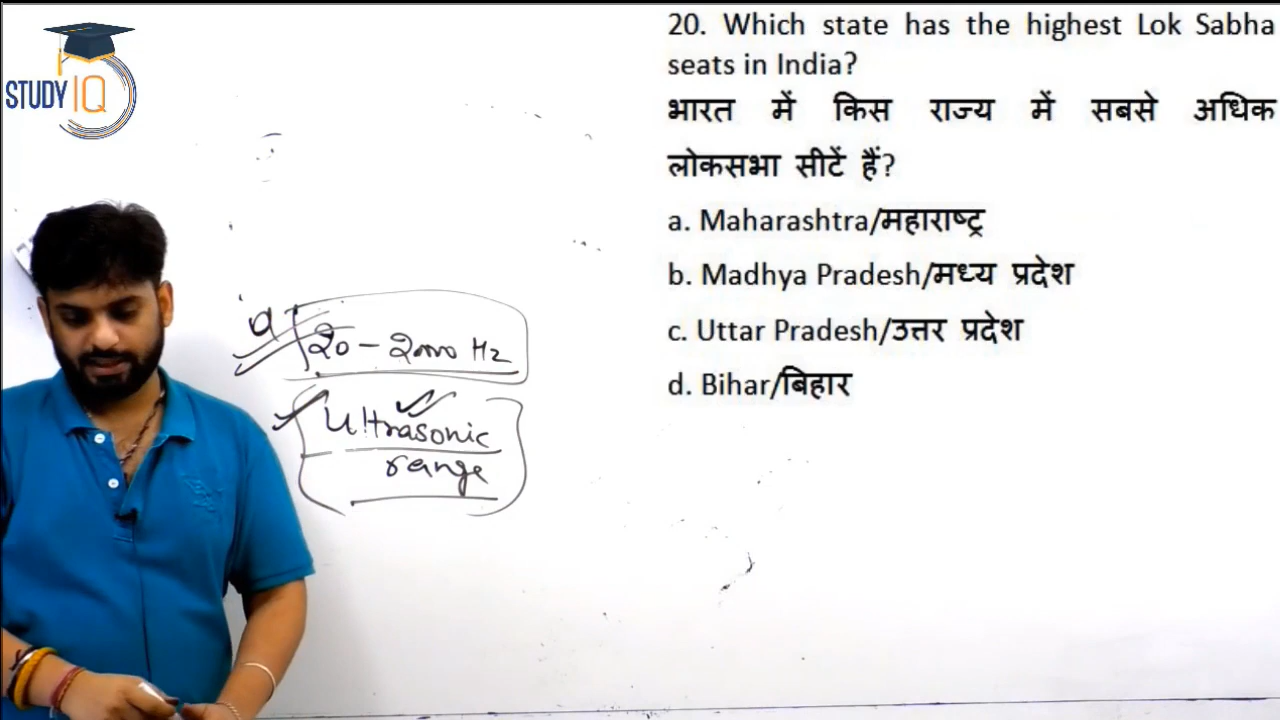 STUDY IQ
20. Which state has the highest Lok Sabha
seats in India?
भारत में किस राज्य में सबसे अधिक
लोकसभा सीटें हैं?
a. Maharashtra/महाराष्ट्र
b. Madhya Pradesh/मध्य प्रदेश
c. Uttar Pradesh/उत्तर प्रदेश
d. Bihar/बिहार
20 - 2000 Hz
Ultrasonic
range